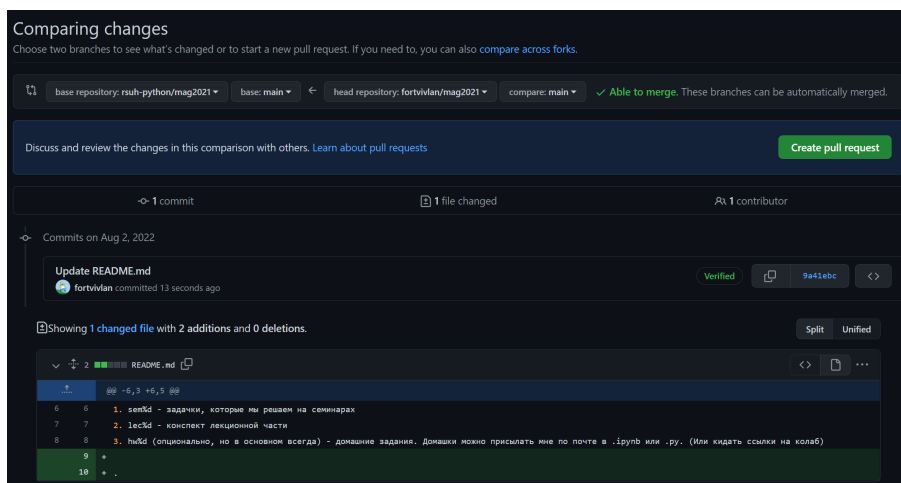 Comparing changes
Choose two branches to see what's changed or to start a new pull request. If you need to, you can also compare across forks.
base repository: rsuh-python/mag2021 base: main ← head repository: fortvivlan/mag2021 compare: main ✓ Able to merge. These branches can be automatically merged.
Discuss and review the changes in this comparison with others. Learn about pull requests Create pull request
1 commit 1 file changed 1 contributor
Commits on Aug 2, 2022
Update README.md
fortvivlan committed 13 seconds ago Verified 9a41ebc <>
Showing 1 changed file with 2 additions and 0 deletions. Split Unified
2 README.md <> ...
@@ -6,3 +6,5 @@
6 6 1. sem%d - задачки, которые мы решаем на семинарах
7 7 2. lec%d - конспект лекционной части
8 8 3. hw%d (опционально, но в основном всегда) - домашние задания. Домашки можно присылать мне по почте в .ipynb или .py. (Или кидать ссылки на колаб)
9 +
10 + .